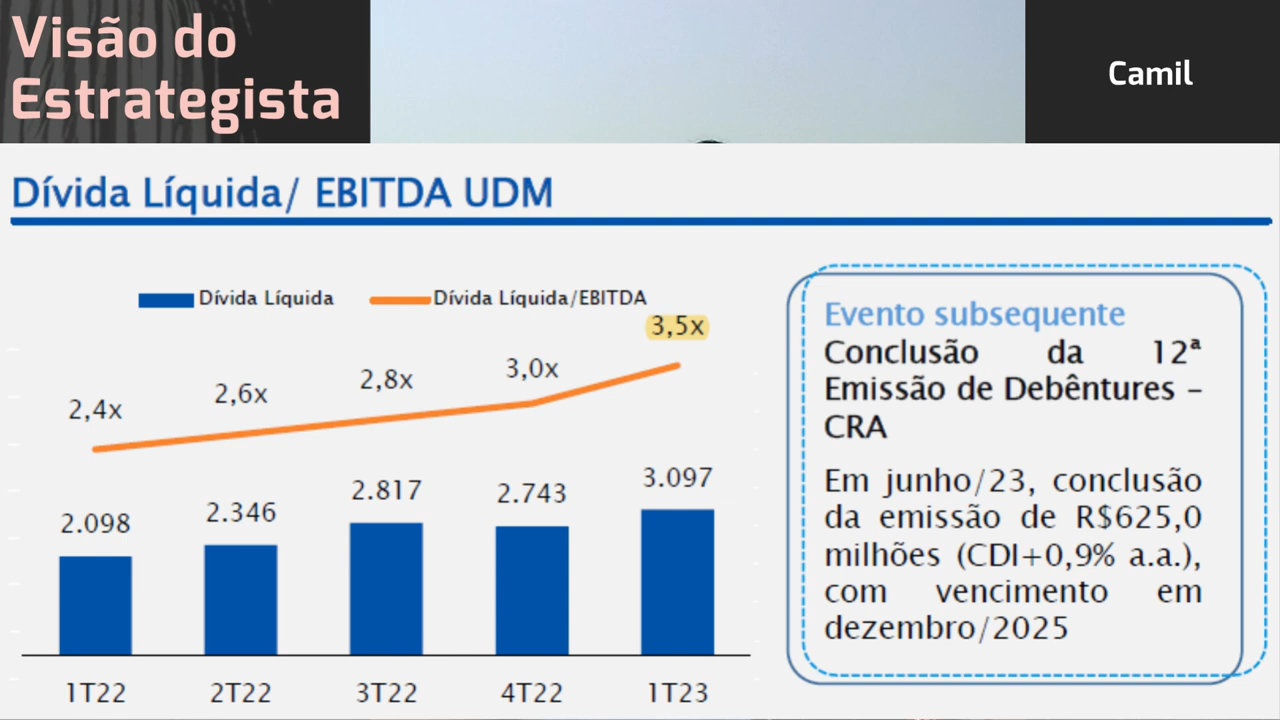 Visão do
Estrategista
Camil
Dívida Líquida/ EBITDA UDM
Dívida Líquida
Dívida Líquida/EBITDA
2,4x
2,6x
2,8x
3,0x
3,5x
2.098
2.346
2.817
2.743
3.097
1T22
2T22
3T22
4T22
1T23
Evento subsequente
Conclusão da 12ª
Emissão de Debêntures –
CRA
Em junho/23, conclusão
da emissão de R$625,0
milhões (CDI+0,9% a.a.),
com vencimento em
dezembro/2025